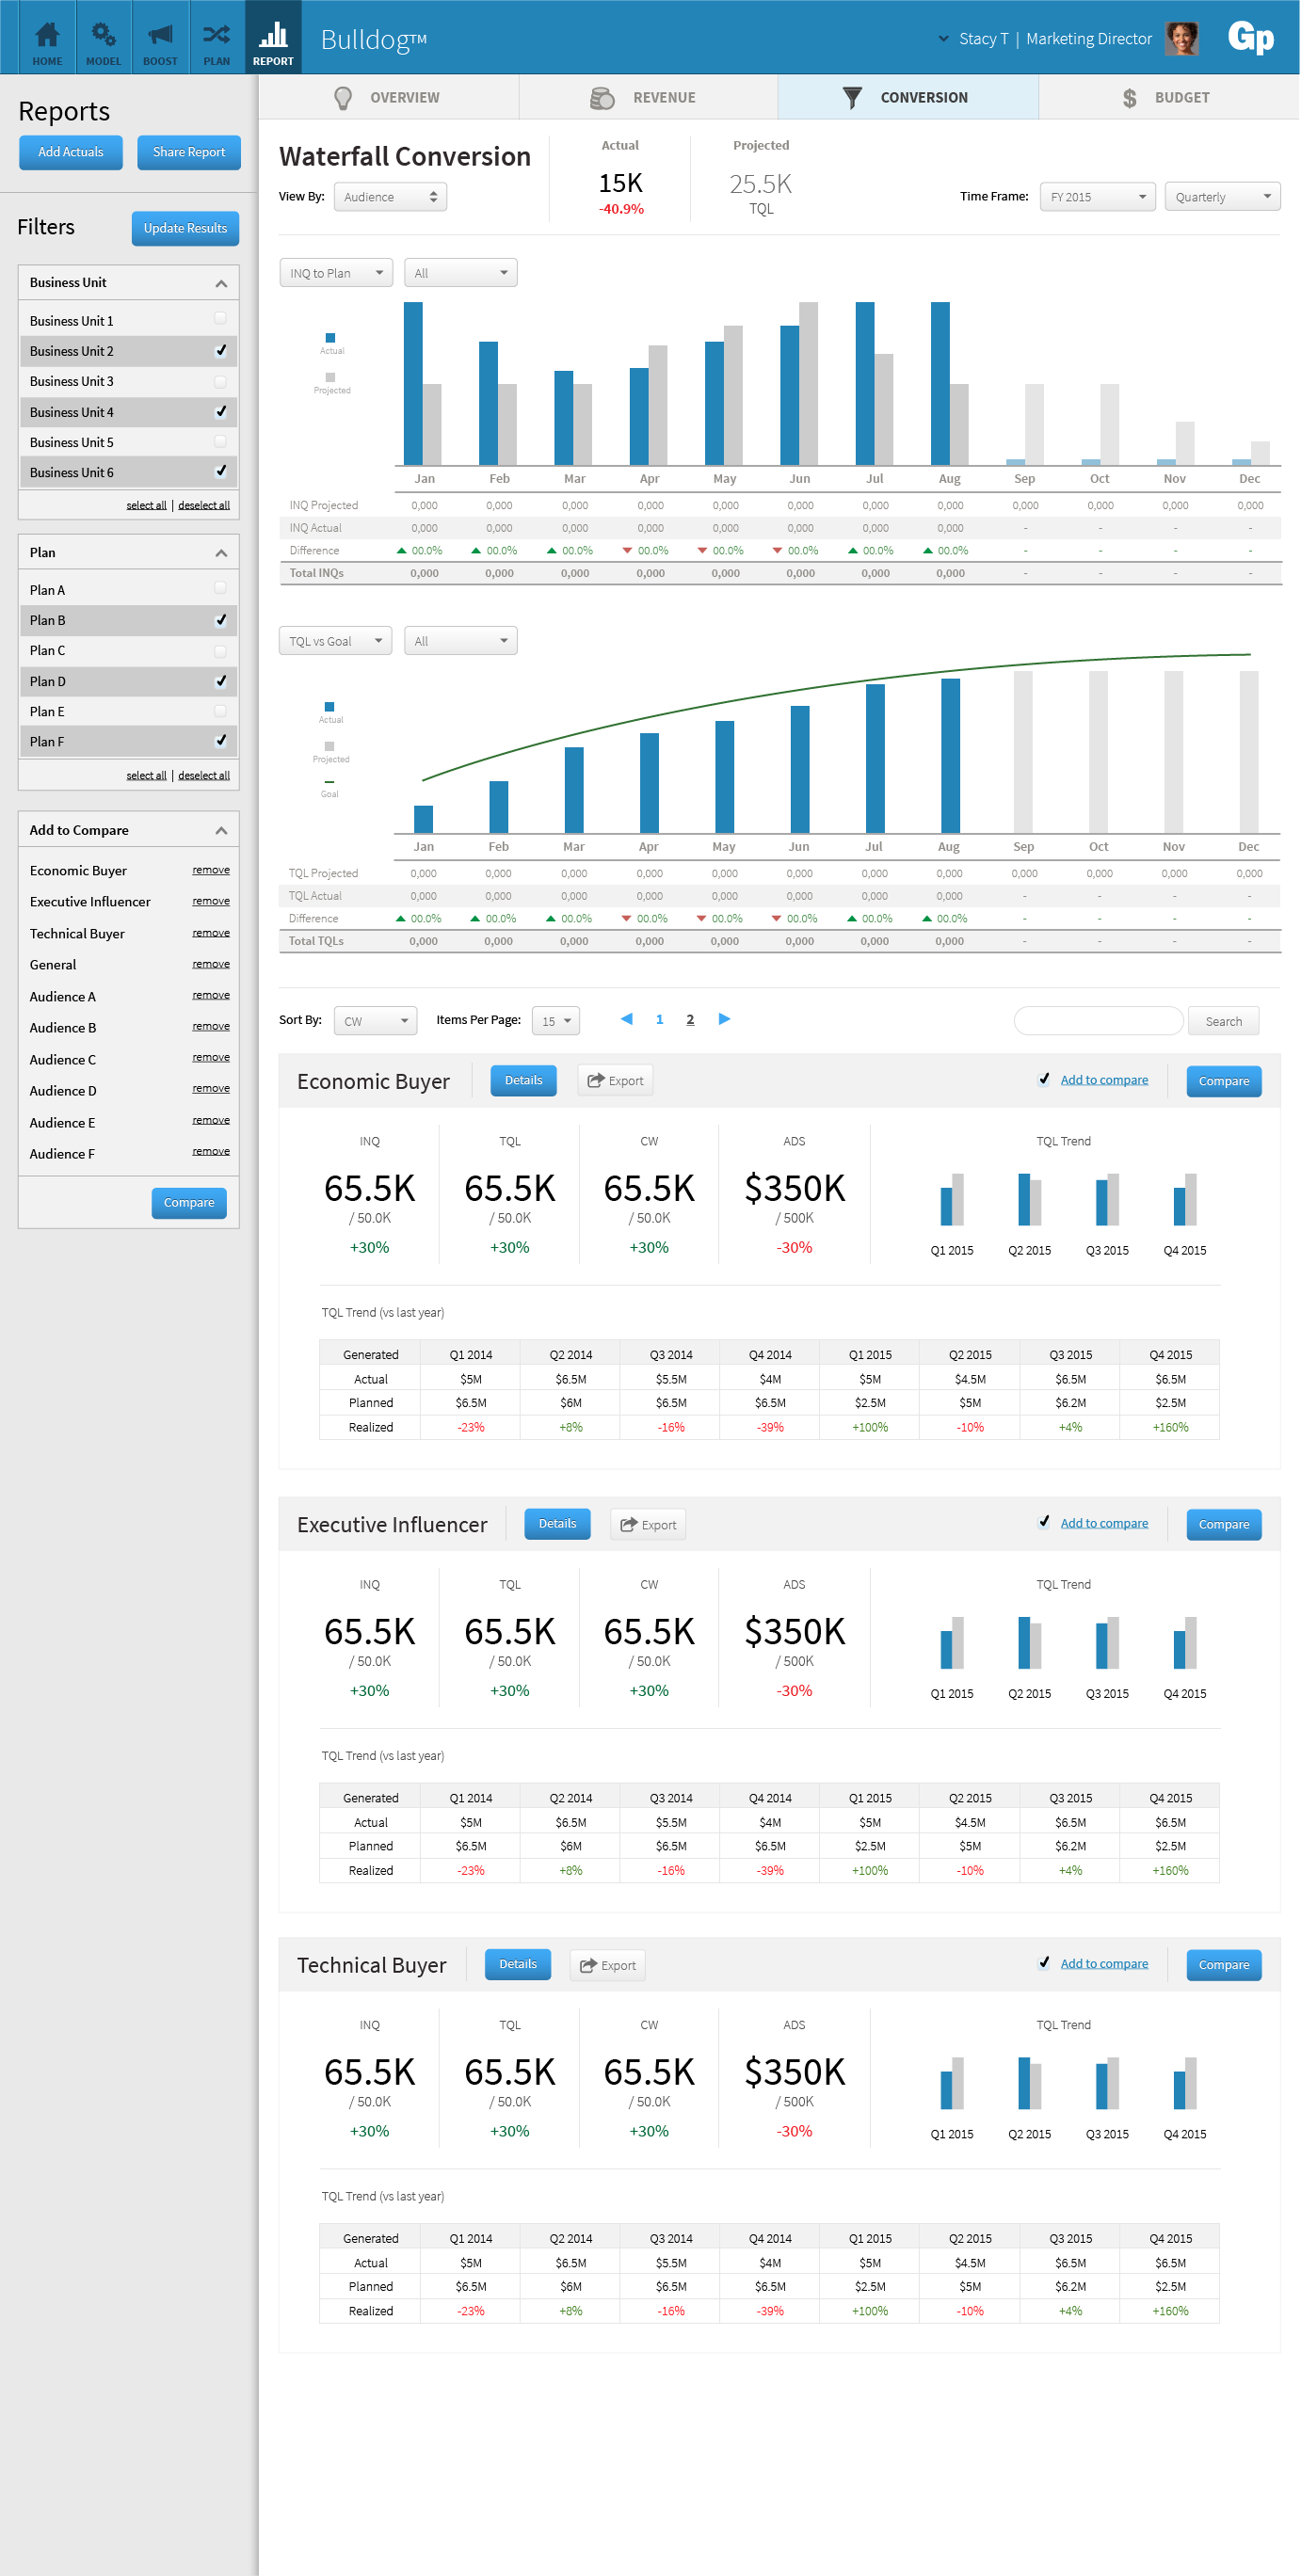 HOME MODEL BOOST PLAN REPORT Bulldog™ Stacy T | Marketing Director Gp
OVERVIEW REVENUE CONVERSION $ BUDGET
Reports
Add Actuals Share Report
Filters Update Results
Business Unit
Business Unit 1
Business Unit 2
Business Unit 3
Business Unit 4
Business Unit 5
Business Unit 6
select all | deselect all
Plan
Plan A
Plan B
Plan C
Plan D
Plan E
Plan F
select all | deselect all
Add to Compare
Economic Buyer remove
Executive Influencer remove
Technical Buyer remove
General remove
Audience A remove
Audience B remove
Audience C remove
Audience D remove
Audience E remove
Audience F remove
Compare
Waterfall Conversion Actual Projected
15K 25.5K
-40.9% TQL
View By: Audience Time Frame: FY 2015 Quarterly
INQ to Plan All
Actual
Projected
Jan Feb Mar Apr May Jun Jul Aug Sep Oct Nov Dec
INQ Projected 0,000 0,000 0,000 0,000 0,000 0,000 0,000 0,000 0,000 0,000 0,000 0,000
INQ Actual 0,000 0,000 0,000 0,000 0,000 0,000 0,000 0,000 - - - -
Difference 00.0% 00.0% 00.0% 00.0% 00.0% 00.0% 00.0% 00.0% - - - -
Total INQs 0,000 0,000 0,000 0,000 0,000 0,000 0,000 0,000 - - - -
TQL vs Goal All
Actual
Projected
Goal
Jan Feb Mar Apr May Jun Jul Aug Sep Oct Nov Dec
TQL Projected 0,000 0,000 0,000 0,000 0,000 0,000 0,000 0,000 0,000 0,000 0,000 0,000
TQL Actual 0,000 0,000 0,000 0,000 0,000 0,000 0,000 0,000 - - - -
Difference 00.0% 00.0% 00.0% 00.0% 00.0% 00.0% 00.0% 00.0% - - - -
Total TQLs 0,000 0,000 0,000 0,000 0,000 0,000 0,000 0,000 - - - -
Sort By: CW Items Per Page: 15 1 2 Search
Economic Buyer Details Export Add to compare Compare
INQ TQL CW ADS TQL Trend
65.5K 65.5K 65.5K $350K
/ 50.0K / 50.0K / 50.0K / 500K
+30% +30% +30% -30% Q1 2015 Q2 2015 Q3 2015 Q4 2015
TQL Trend (vs last year)
Generated Q1 2014 Q2 2014 Q3 2014 Q4 2014 Q1 2015 Q2 2015 Q3 2015 Q4 2015
Actual $5M $6.5M $5.5M $4M $5M $4.5M $6.5M $6.5M
Planned $6.5M $6M $6.5M $6.5M $2.5M $5M $6.2M $2.5M
Realized -23% +8% -16% -39% +100% -10% +4% +160%
Executive Influencer Details Export Add to compare Compare
INQ TQL CW ADS TQL Trend
65.5K 65.5K 65.5K $350K
/ 50.0K / 50.0K / 50.0K / 500K
+30% +30% +30% -30% Q1 2015 Q2 2015 Q3 2015 Q4 2015
TQL Trend (vs last year)
Generated Q1 2014 Q2 2014 Q3 2014 Q4 2014 Q1 2015 Q2 2015 Q3 2015 Q4 2015
Actual $5M $6.5M $5.5M $4M $5M $4.5M $6.5M $6.5M
Planned $6.5M $6M $6.5M $6.5M $2.5M $5M $6.2M $2.5M
Realized -23% +8% -16% -39% +100% -10% +4% +160%
Technical Buyer Details Export Add to compare Compare
INQ TQL CW ADS TQL Trend
65.5K 65.5K 65.5K $350K
/ 50.0K / 50.0K / 50.0K / 500K
+30% +30% +30% -30% Q1 2015 Q2 2015 Q3 2015 Q4 2015
TQL Trend (vs last year)
Generated Q1 2014 Q2 2014 Q3 2014 Q4 2014 Q1 2015 Q2 2015 Q3 2015 Q4 2015
Actual $5M $6.5M $5.5M $4M $5M $4.5M $6.5M $6.5M
Planned $6.5M $6M $6.5M $6.5M $2.5M $5M $6.2M $2.5M
Realized -23% +8% -16% -39% +100% -10% +4% +160%